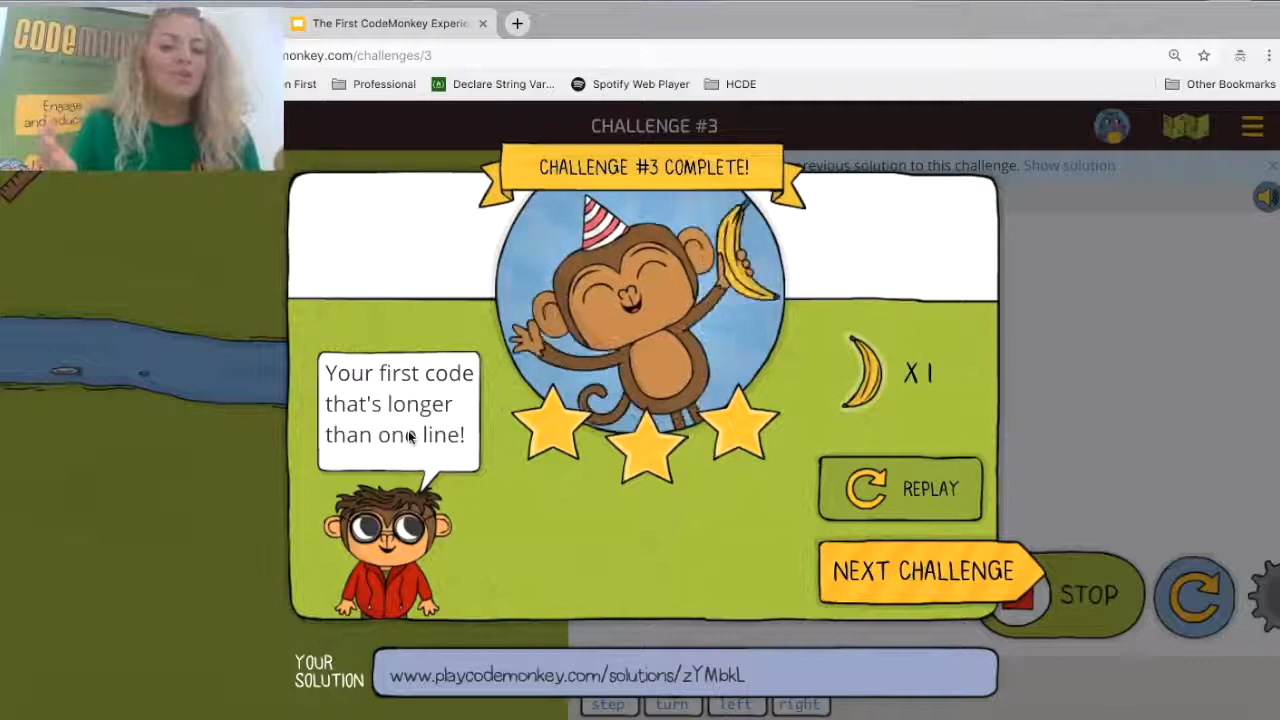 CODEMON
Engage
The First CodeMonkey Experie
monkey.com/challenges/3
n First
Professional
Declare String Var...
Spotify Web Player
HCDE
Other Bookmarks
CHALLENGE #3
CHALLENGE #3 COMPLETE!
revious solution to this challenge. Show solution
Your first code
that's longer
than one line!
X 1
REPLAY
NEXT CHALLENGE
STOP
YOUR
SOLUTION
www.playcodemonkey.com/solutions/zYMbkL
step turn left right